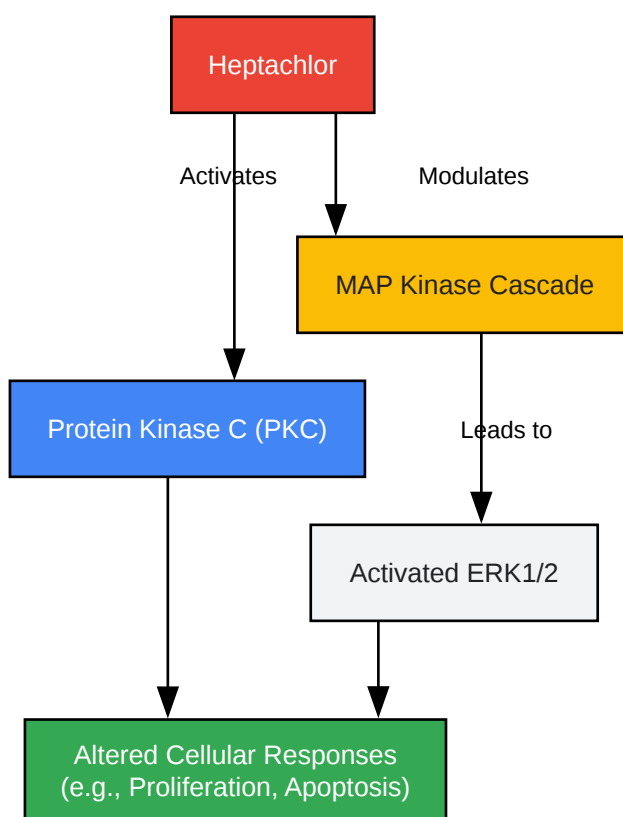 Heptachlor
Activates
Modulates
MAP Kinase Cascade
Protein Kinase C (PKC)
Leads to
Activated ERK1/2
Altered Cellular Responses
(e.g., Proliferation, Apoptosis)